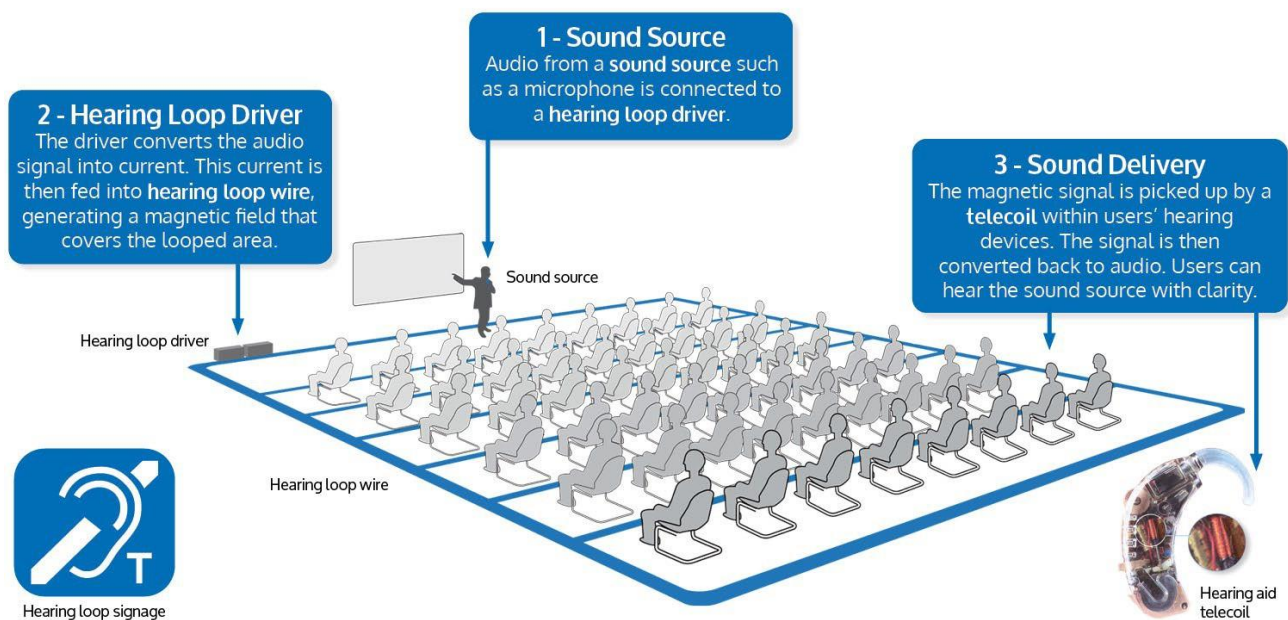 1 - Sound Source
Audio from a sound source such
as a microphone is connected to
a hearing loop driver.
2 - Hearing Loop Driver
The driver converts the audio
signal into current. This current is
then fed into hearing loop wire,
generating a magnetic field that
covers the looped area.
3 - Sound Delivery
The magnetic signal is picked up by a
telecoil within users' hearing
devices. The signal is then
converted back to audio. Users can
hear the sound source with clarity.
Sound source
Hearing loop driver
Hearing loop wire
T
Hearing loop signage
Hearing aid
telecoil